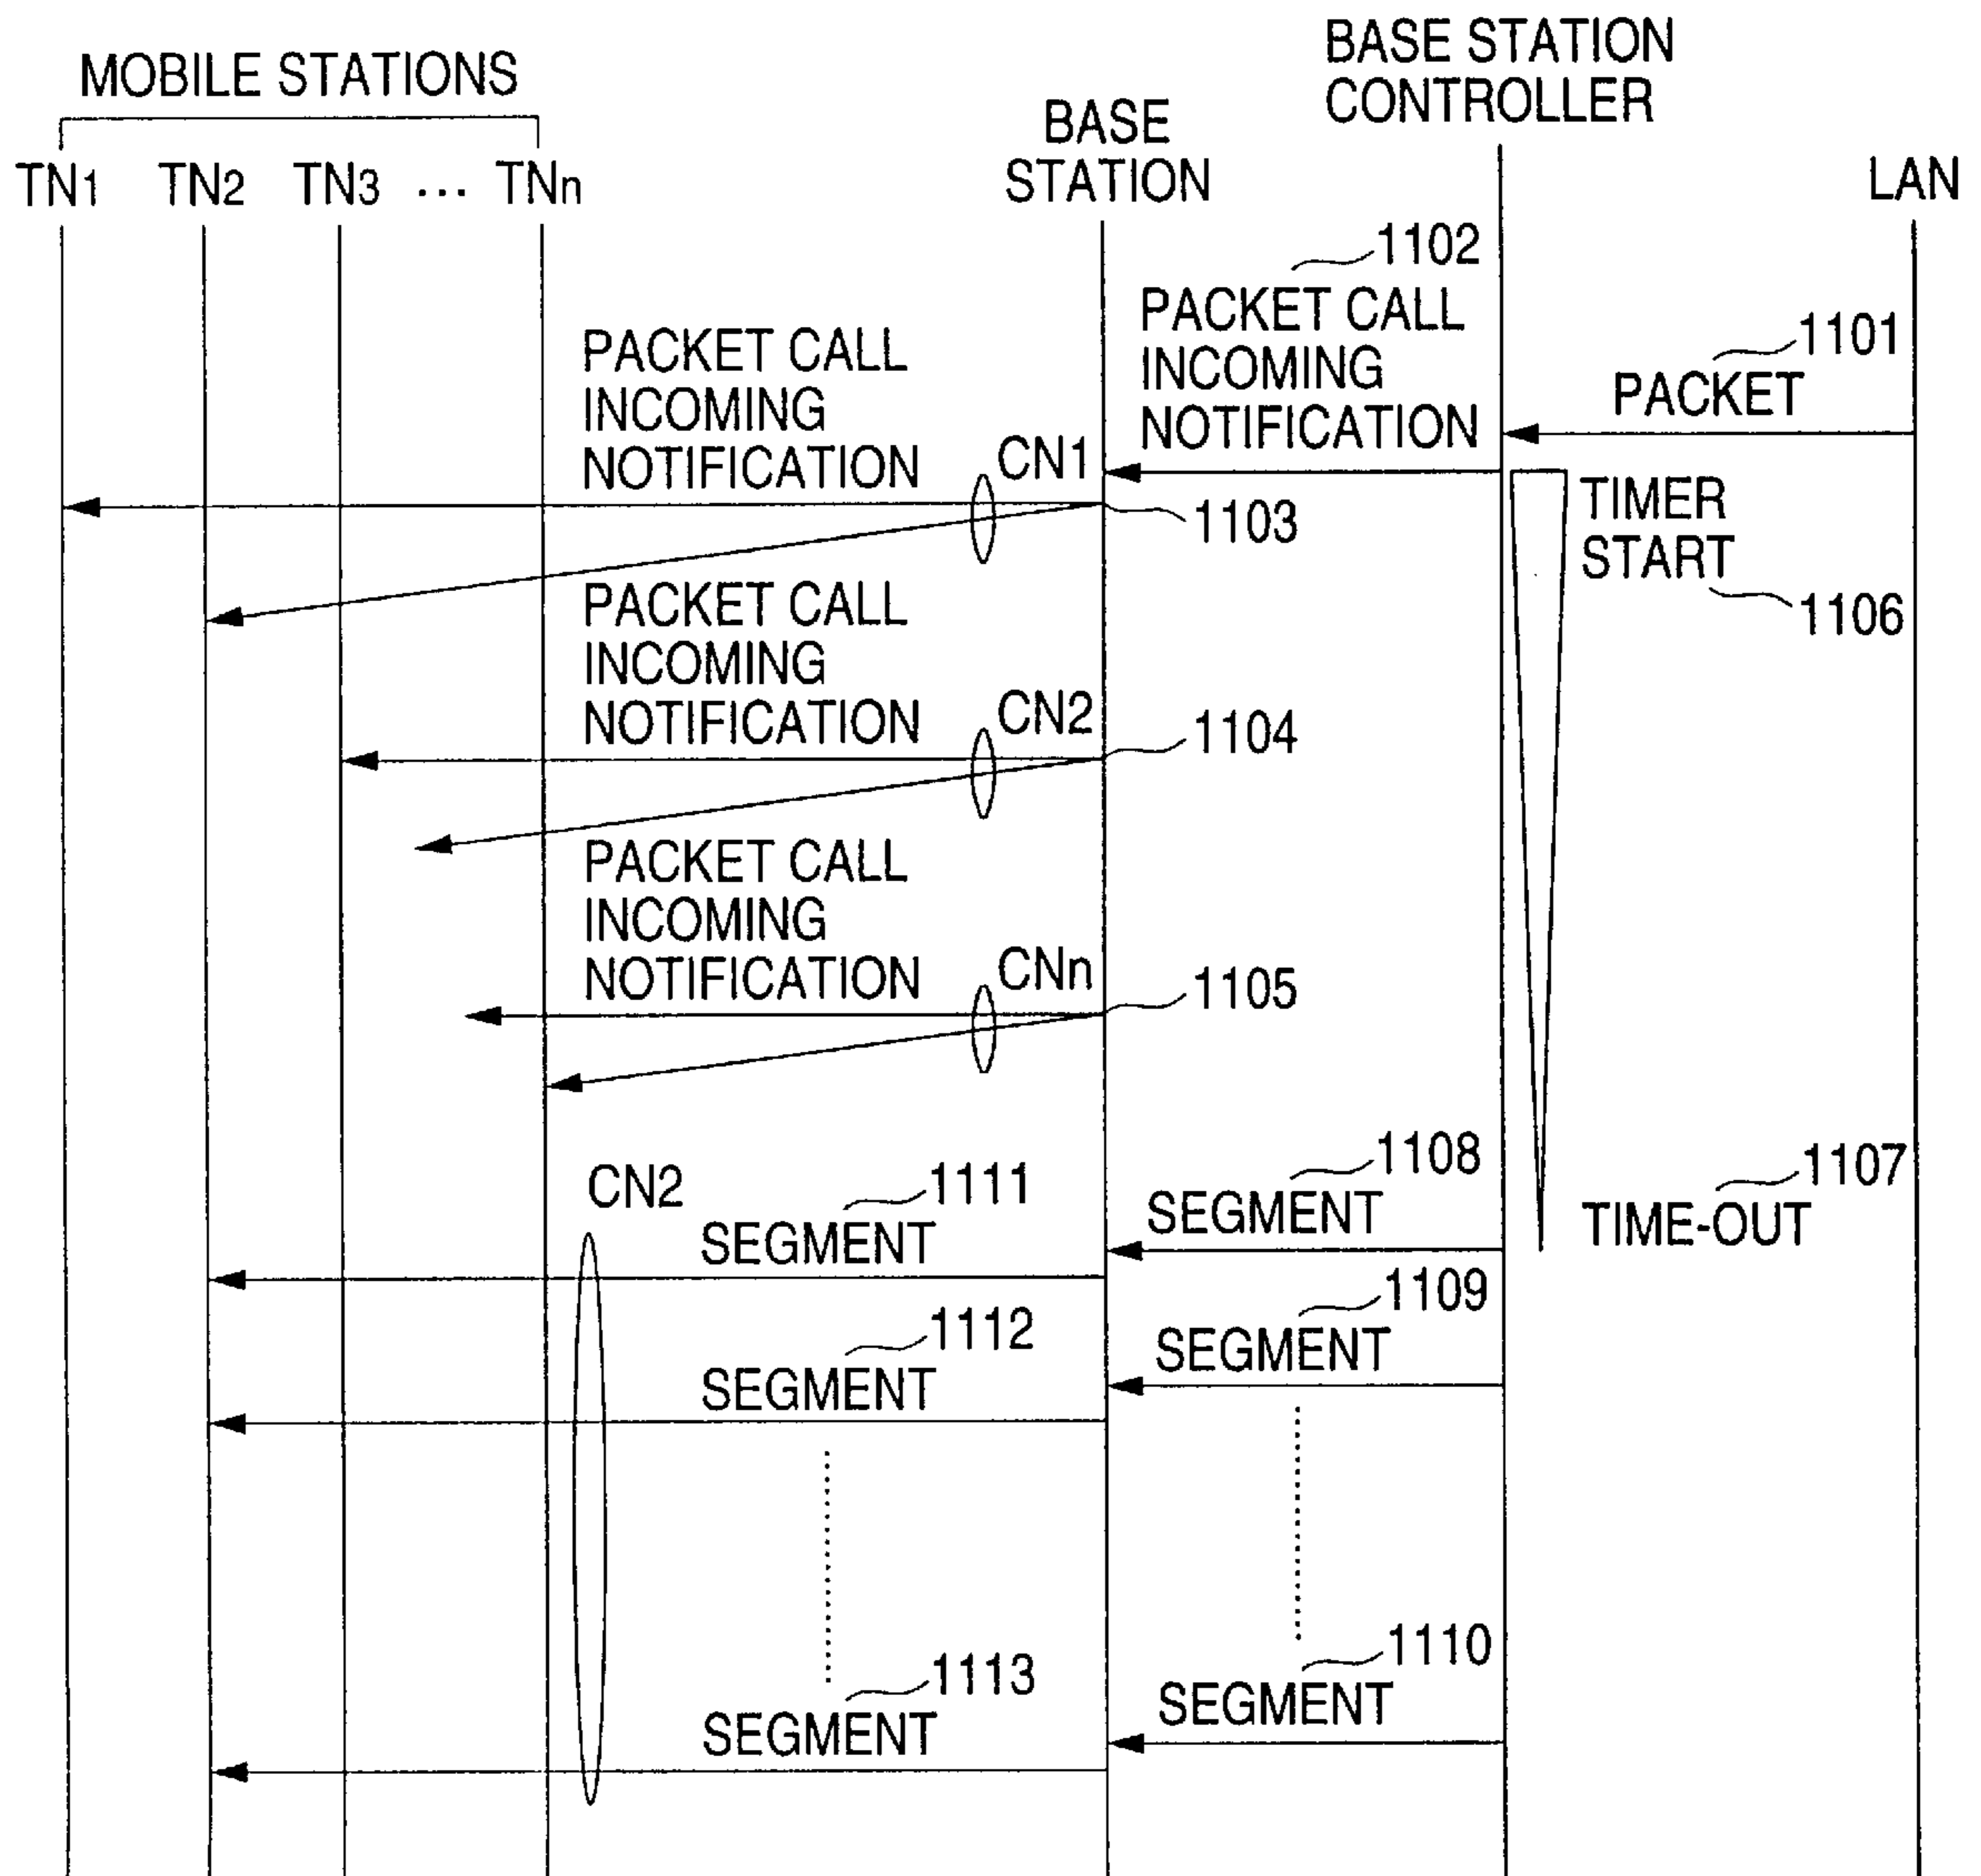 MOBILE STATIONS
BASE STATION
CONTROLLER
BASE
STATION
LAN
TN1 TN2 TN3 ... TNn
1102
PACKET CALL
INCOMING
NOTIFICATION
1101
PACKET
PACKET CALL
INCOMING
NOTIFICATION
CN1
1103
TIMER
START
1106
PACKET CALL
INCOMING
NOTIFICATION
CN2
1104
PACKET CALL
INCOMING
NOTIFICATION
CNn
1105
1107
TIME-OUT
1108
SEGMENT
CN2
1111
SEGMENT
1109
SEGMENT
1112
SEGMENT
1110
SEGMENT
1113
SEGMENT